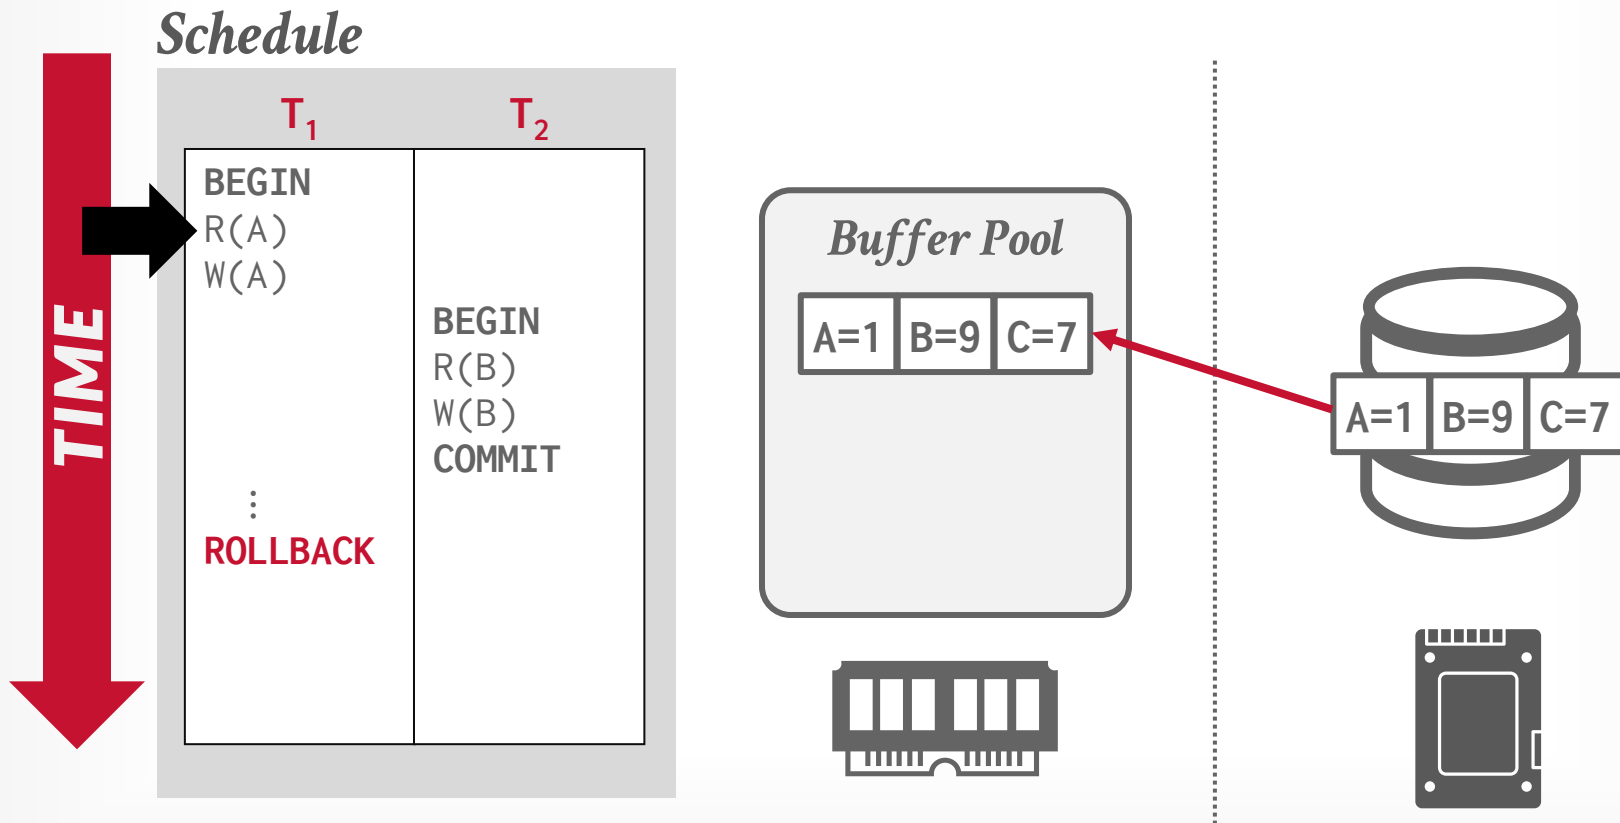 Schedule
TIME
T1
T2
BEGIN
R(A)
W(A)
BEGIN
R(B)
W(B)
COMMIT
⋮
ROLLBACK
Buffer Pool
A=1 B=9 C=7
A=1 B=9 C=7